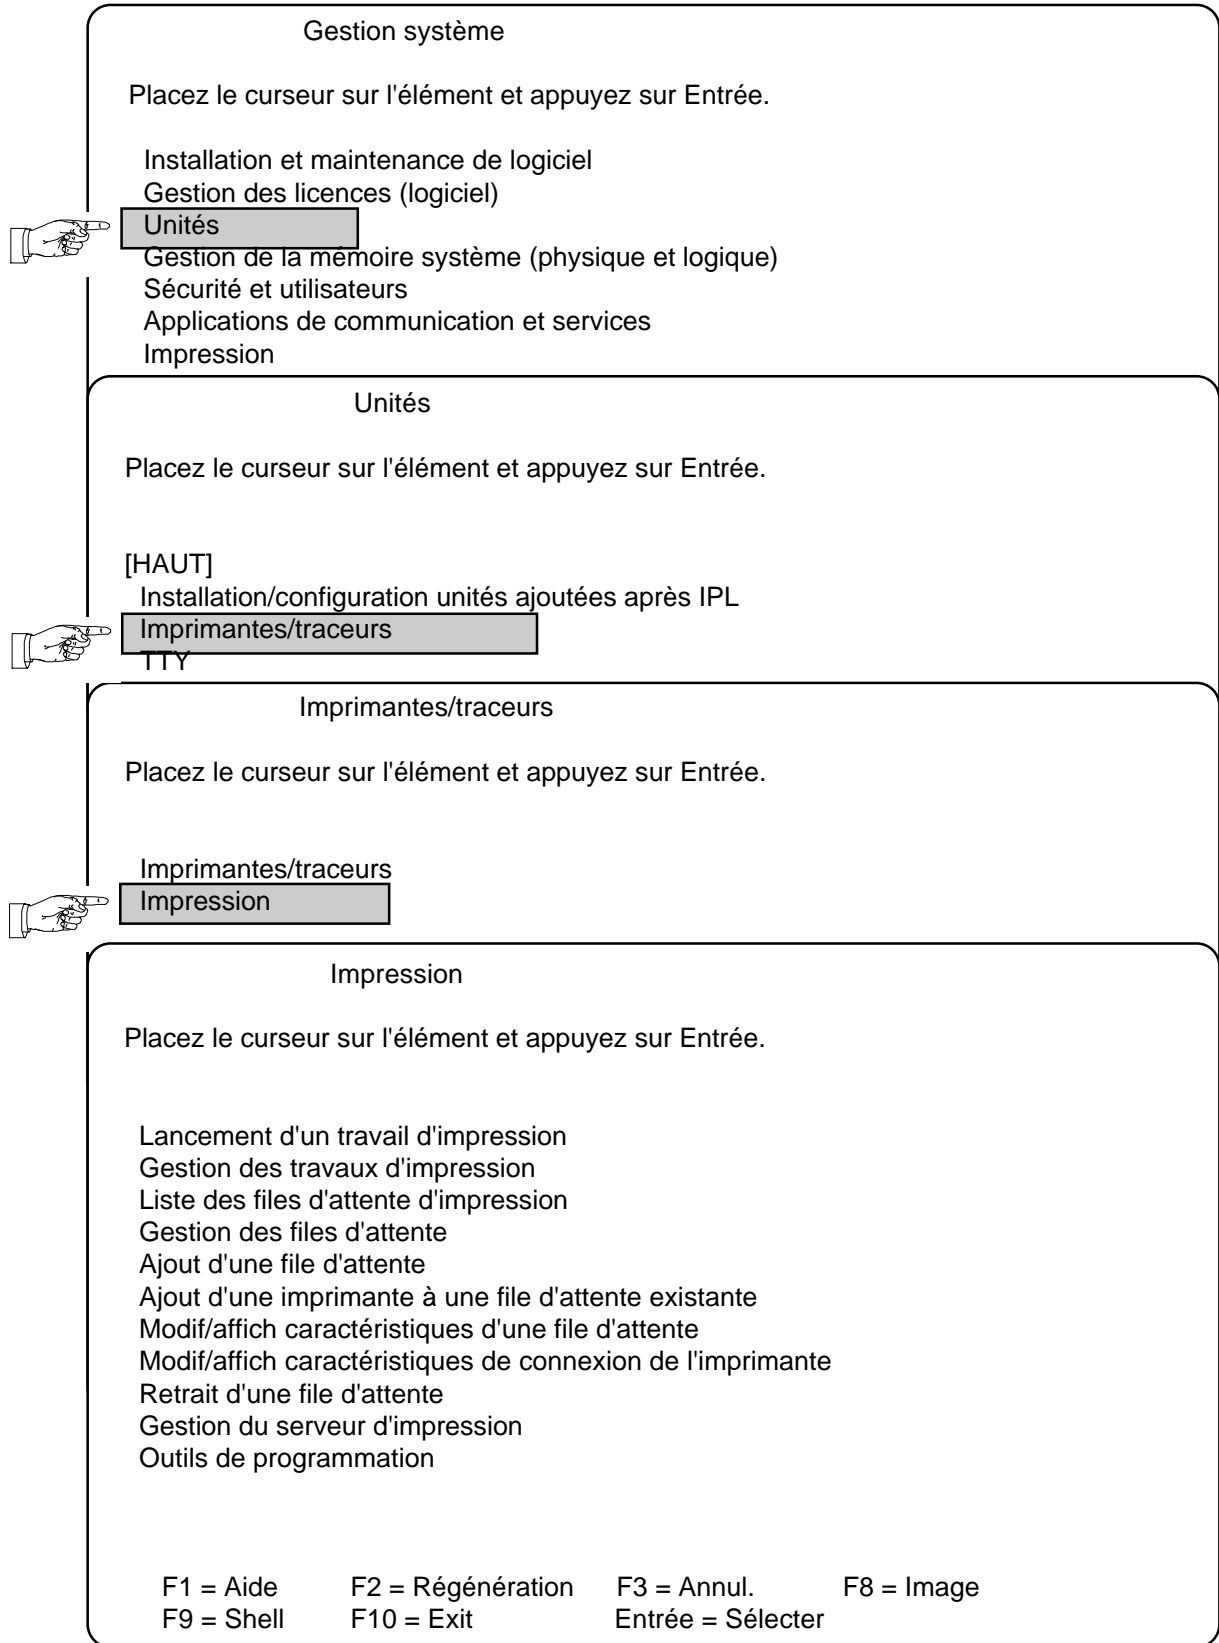 Gestion système
Placez le curseur sur l'élément et appuyez sur Entrée.
Installation et maintenance de logiciel
Gestion des licences (logiciel)
Unités
Gestion de la mémoire système (physique et logique)
Sécurité et utilisateurs
Applications de communication et services
Impression
Unités
Placez le curseur sur l'élément et appuyez sur Entrée.
[HAUT]
Installation/configuration unités ajoutées après IPL
Imprimantes/traceurs
TTY
Imprimantes/traceurs
Placez le curseur sur l'élément et appuyez sur Entrée.
Imprimantes/traceurs
Impression
Impression
Placez le curseur sur l'élément et appuyez sur Entrée.
Lancement d'un travail d'impression
Gestion des travaux d'impression
Liste des files d'attente d'impression
Gestion des files d'attente
Ajout d'une file d'attente
Ajout d'une imprimante à une file d'attente existante
Modif/affich caractéristiques d'une file d'attente
Modif/affich caractéristiques de connexion de l'imprimante
Retrait d'une file d'attente
Gestion du serveur d'impression
Outils de programmation
F1 = Aide F2 = Régénération F3 = Annul. F8 = Image
F9 = Shell F10 = Exit Entrée = Sélecter